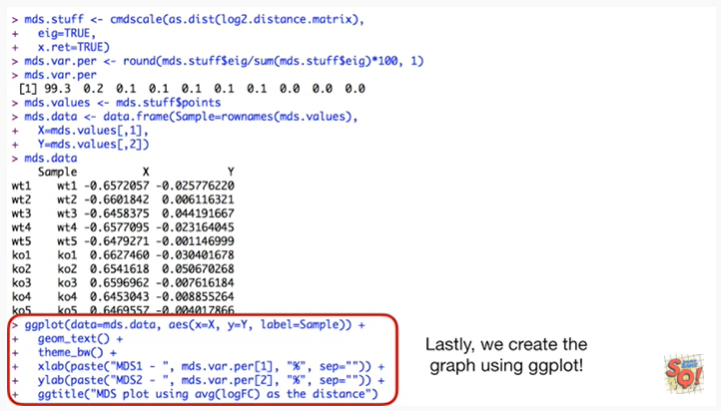 > mds.stuff <- cmdscale(as.dist(log2.distance.matrix),
+   eig=TRUE,
+   x.ret=TRUE)
> mds.var.per <- round(mds.stuff$eig/sum(mds.stuff$eig)*100, 1)
> mds.var.per
[1] 99.3 0.2 0.1 0.1 0.1 0.1 0.1 0.0 0.0 0.0
> mds.values <- mds.stuff$points
> mds.data <- data.frame(Sample=rownames(mds.values),
+   X=mds.values[,1],
+   Y=mds.values[,2])
> mds.data
Sample X Y
wt1 wt1 -0.6572057 -0.025776220
wt2 wt2 -0.6601842 0.006116321
wt3 wt3 -0.6458375 0.044191667
wt4 wt4 -0.6577095 -0.023164045
wt5 wt5 -0.6479271 -0.001146999
ko1 ko1 0.6627460 -0.030401678
ko2 ko2 0.6541618 0.050670268
ko3 ko3 0.6596962 -0.007616184
ko4 ko4 0.6453043 -0.008855264
ko5 ko5 0.6469557 -0.004017866
> ggplot(data=mds.data, aes(x=X, y=Y, label=Sample)) +
+   geom_text() +
+   theme_bw() +
+   xlab(paste("MDS1 - ", mds.var.per[1], "%", sep="")) +
+   ylab(paste("MDS2 - ", mds.var.per[2], "%", sep="")) +
+   ggtitle("MDS plot using avg(logFC) as the distance")
Lastly, we create the
graph using ggplot!
SQ!